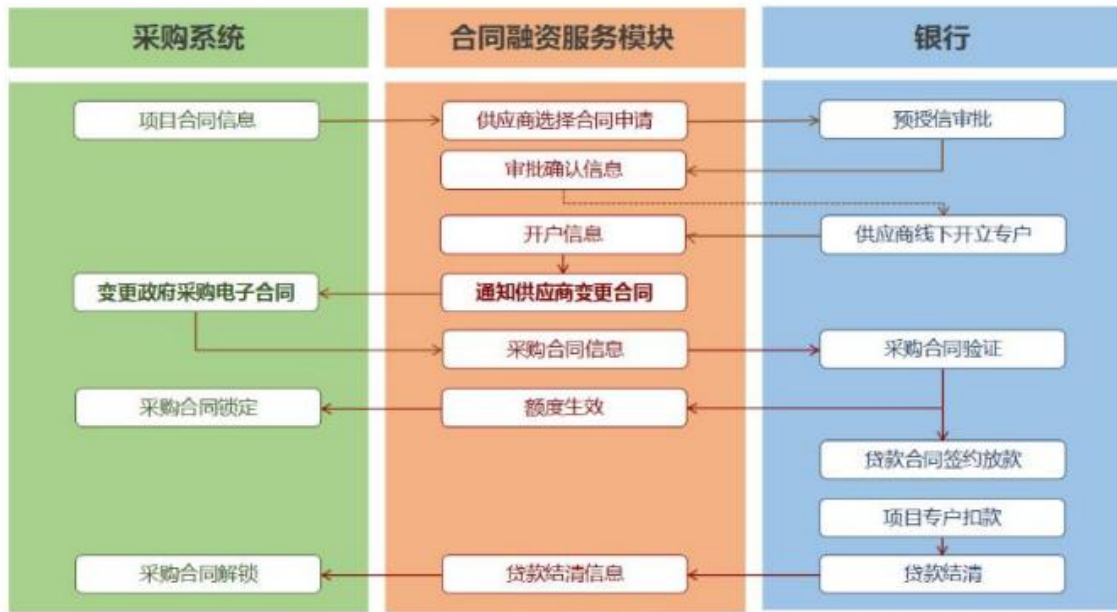 采购系统
合同融资服务模块
银行
项目合同信息
供应商选择合同申请
预授信审批
审批确认信息
开户信息
供应商线下开立专户
变更政府采购电子合同
通知供应商变更合同
采购合同信息
采购合同验证
采购合同锁定
额度生效
贷款合同签约放款
项目专户扣款
采购合同解锁
贷款结清信息
贷款结清